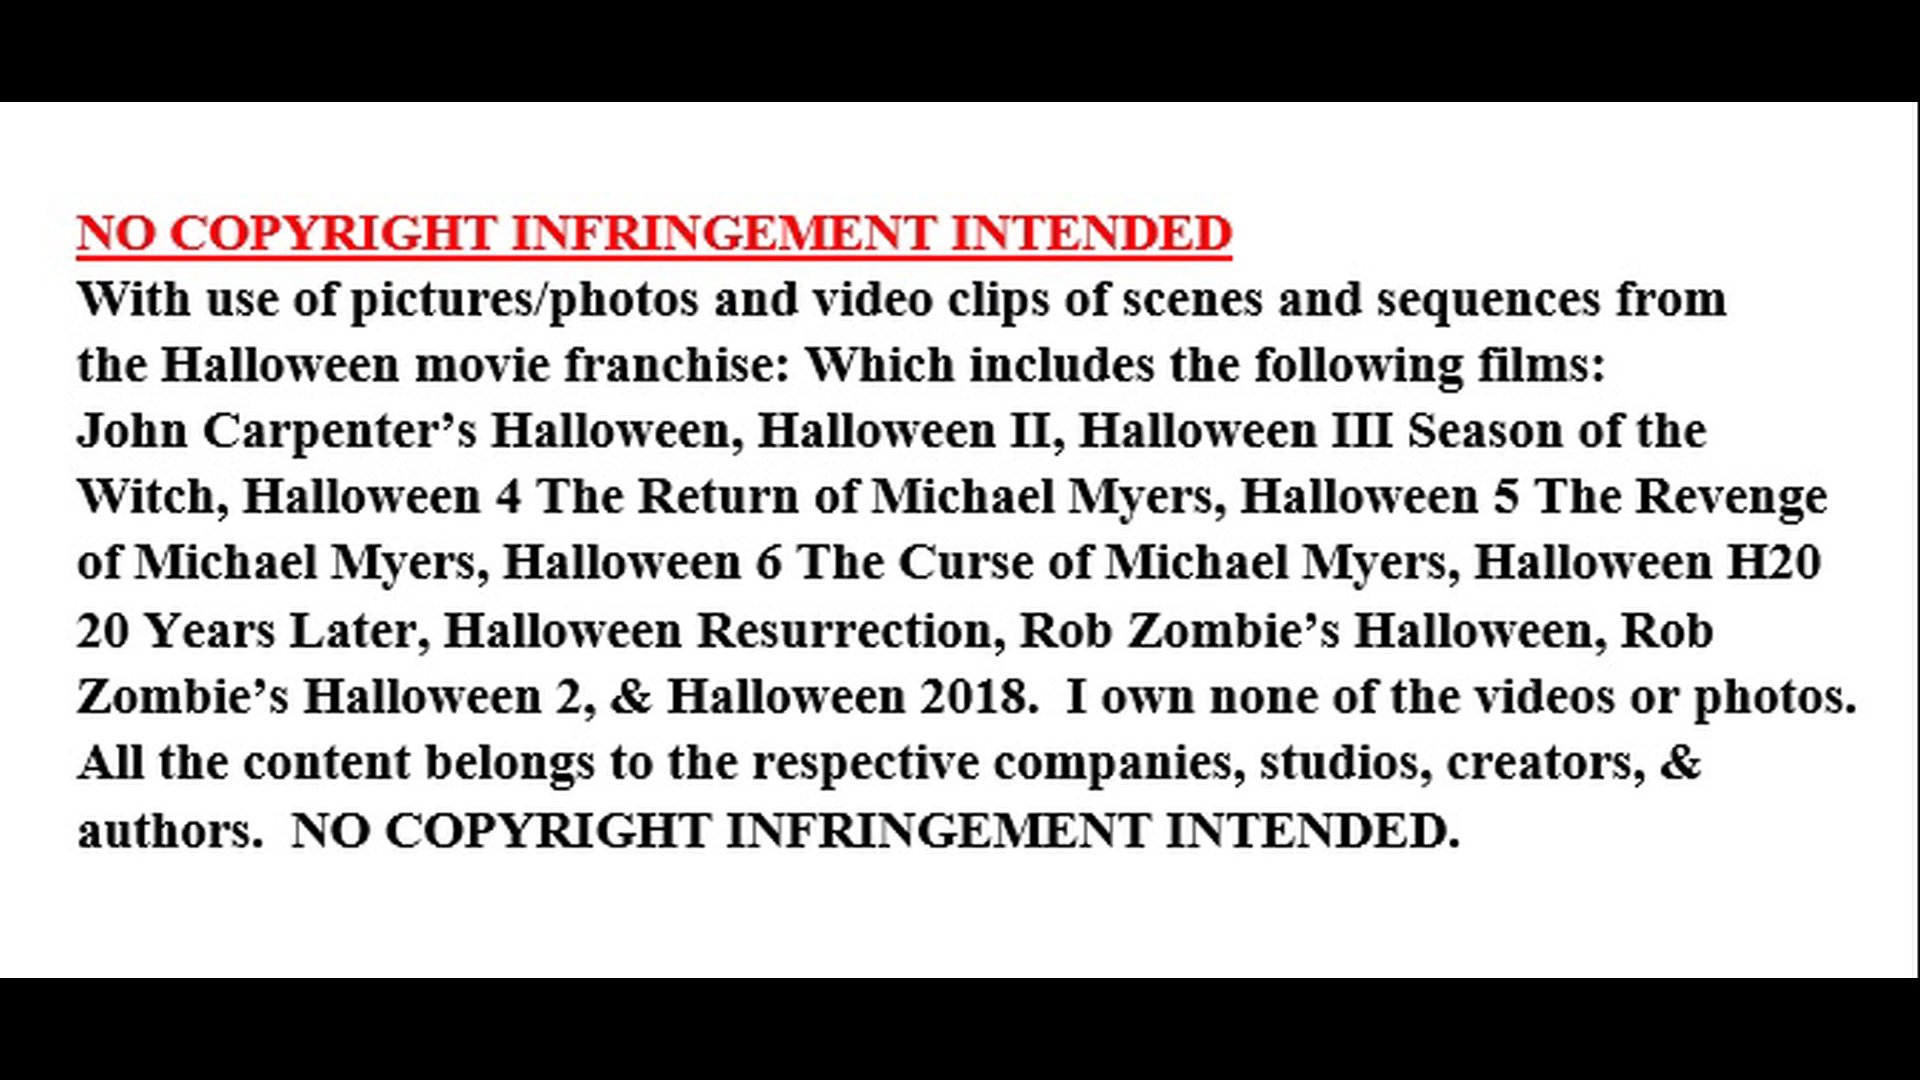 NO COPYRIGHT INFRINGEMENT INTENDED
With use of pictures/photos and video clips of scenes and sequences from
the Halloween movie franchise: Which includes the following films:
John Carpenter’s Halloween, Halloween II, Halloween III Season of the
Witch, Halloween 4 The Return of Michael Myers, Halloween 5 The Revenge
of Michael Myers, Halloween 6 The Curse of Michael Myers, Halloween H20
20 Years Later, Halloween Resurrection, Rob Zombie’s Halloween, Rob
Zombie’s Halloween 2, & Halloween 2018.  I own none of the videos or photos.
All the content belongs to the respective companies, studios, creators, &
authors.  NO COPYRIGHT INFRINGEMENT INTENDED.